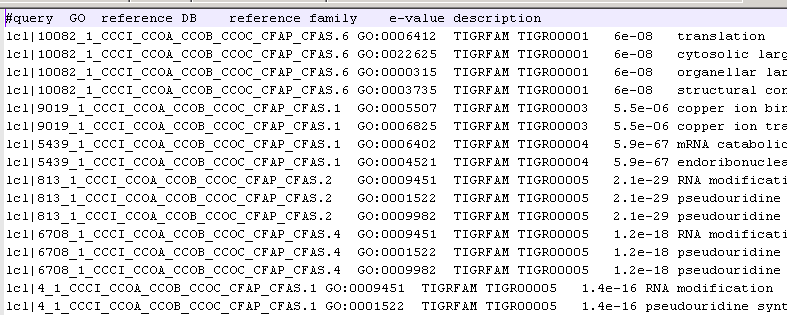 #query GO reference DB reference family e-value description
lcl|10082_1_CCCI_CCOA_CCOB_CCOC_CFAP_CFAS.6 GO:0006412 TIGRFAM TIGR00001 6e-08 translation
lcl|10082_1_CCCI_CCOA_CCOB_CCOC_CFAP_CFAS.6 GO:0022625 TIGRFAM TIGR00001 6e-08 cytosolic larg
lcl|10082_1_CCCI_CCOA_CCOB_CCOC_CFAP_CFAS.6 GO:0000315 TIGRFAM TIGR00001 6e-08 organellar lar
lcl|10082_1_CCCI_CCOA_CCOB_CCOC_CFAP_CFAS.6 GO:0003735 TIGRFAM TIGR00001 6e-08 structural con
lcl|9019_1_CCCI_CCOA_CCOB_CCOC_CFAP_CFAS.1 GO:0005507 TIGRFAM TIGR00003 5.5e-06 copper ion bin
lcl|9019_1_CCCI_CCOA_CCOB_CCOC_CFAP_CFAS.1 GO:0006825 TIGRFAM TIGR00003 5.5e-06 copper ion tra
lcl|5439_1_CCCI_CCOA_CCOB_CCOC_CFAP_CFAS.1 GO:0006402 TIGRFAM TIGR00004 5.9e-67 mRNA catabolic
lcl|5439_1_CCCI_CCOA_CCOB_CCOC_CFAP_CFAS.1 GO:0004521 TIGRFAM TIGR00004 5.9e-67 endoribonuclea
lcl|813_1_CCCI_CCOA_CCOB_CCOC_CFAP_CFAS.2 GO:0009451 TIGRFAM TIGR00005 2.1e-29 RNA modificati
lcl|813_1_CCCI_CCOA_CCOB_CCOC_CFAP_CFAS.2 GO:0001522 TIGRFAM TIGR00005 2.1e-29 pseudouridine
lcl|813_1_CCCI_CCOA_CCOB_CCOC_CFAP_CFAS.2 GO:0009982 TIGRFAM TIGR00005 2.1e-29 pseudouridine
lcl|6708_1_CCCI_CCOA_CCOB_CCOC_CFAP_CFAS.4 GO:0009451 TIGRFAM TIGR00005 1.2e-18 RNA modificati
lcl|6708_1_CCCI_CCOA_CCOB_CCOC_CFAP_CFAS.4 GO:0001522 TIGRFAM TIGR00005 1.2e-18 pseudouridine
lcl|6708_1_CCCI_CCOA_CCOB_CCOC_CFAP_CFAS.4 GO:0009982 TIGRFAM TIGR00005 1.2e-18 pseudouridine
lcl|4_1_CCCI_CCOA_CCOB_CCOC_CFAP_CFAS.1 GO:0009451 TIGRFAM TIGR00005 1.4e-16 RNA modification
lcl|4_1_CCCI_CCOA_CCOB_CCOC_CFAP_CFAS.1 GO:0001522 TIGRFAM TIGR00005 1.4e-16 pseudouridine synt